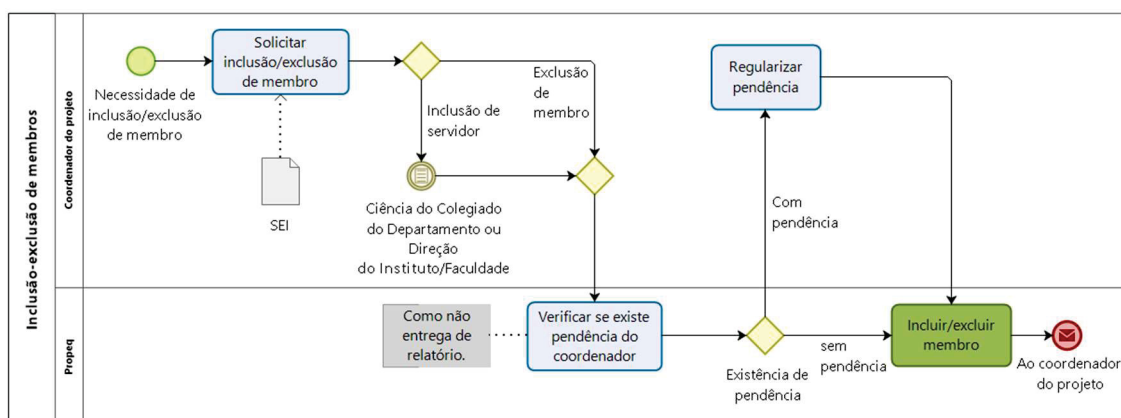 Inclusão-exclusão de membros
Coordenador do projeto
Necessidade de
inclusão/exclusão
de membro
Solicitar
inclusão/exclusão
de membro
SEI
Inclusão de
servidor
Exclusão
de
membro
Ciência do Colegiado
do Departamento ou
Direção
do Instituto/Faculdade
Regularizar
pendência
Com
pendência
Propeq
Como não
entrega de
relatório.
Verificar se existe
pendência do
coordenador
Existência de
pendência
sem
pendência
Incluir/excluir
membro
Ao coordenador
do projeto